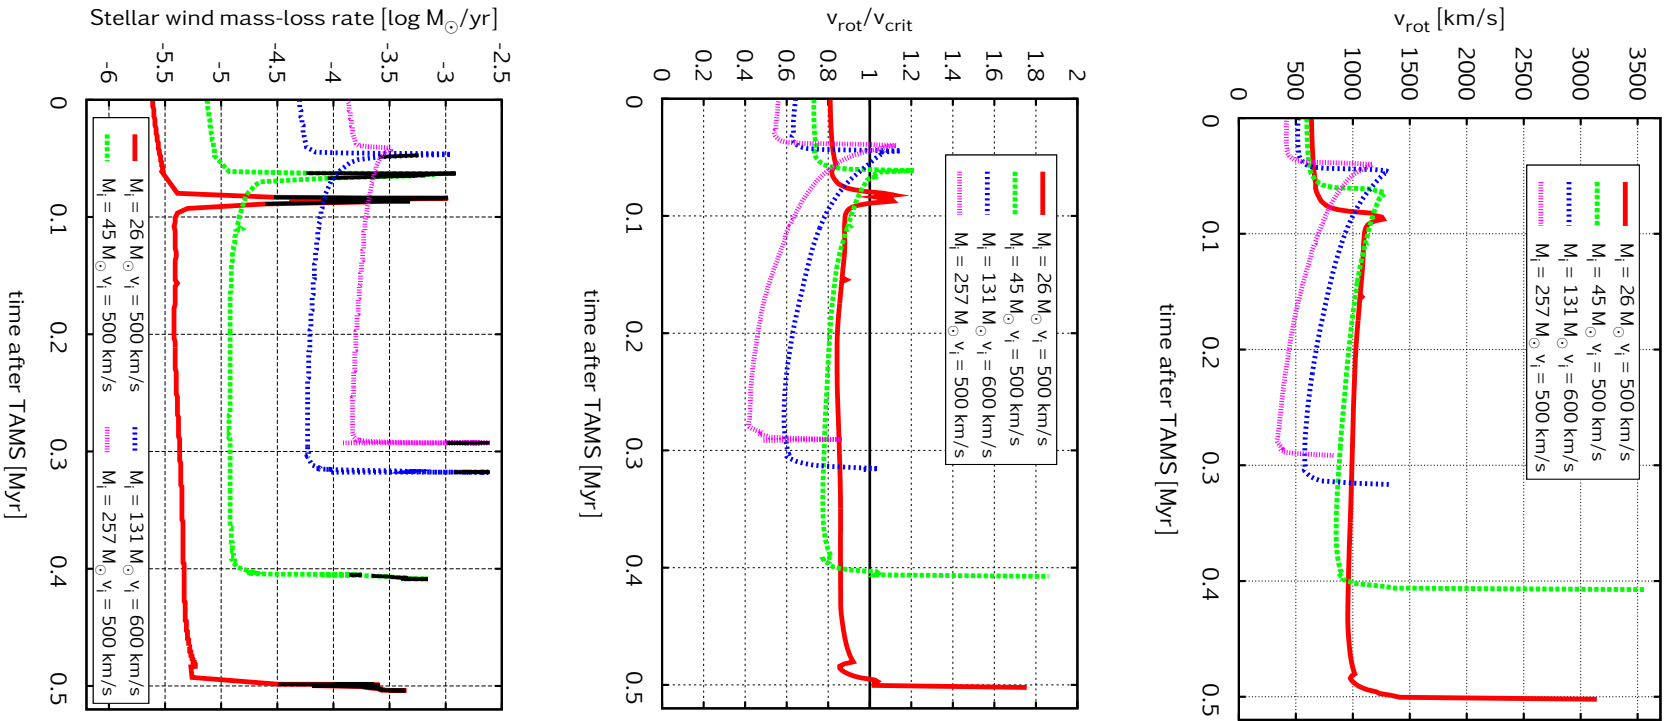 Stellar wind mass-loss rate [log M☉/yr]
-6
-5.5
-5
-4.5
-4
-3.5
-3
-2.5
0
0.1
0.2
0.3
0.4
0.5
time after TAMS [Myr]
Mi = 26 M☉ vi = 500 km/s
Mi = 45 M☉ vi = 500 km/s
Mi = 131 M☉ vi = 600 km/s
Mi = 257 M☉ vi = 500 km/s
vrot/vcrit
0
0.2
0.4
0.6
0.8
1
1.2
1.4
1.6
1.8
2
0
0.1
0.2
0.3
0.4
0.5
time after TAMS [Myr]
Mi = 26 M☉ vi = 500 km/s
Mi = 45 M☉ vi = 500 km/s
Mi = 131 M☉ vi = 600 km/s
Mi = 257 M☉ vi = 500 km/s
vrot [km/s]
0
500
1000
1500
2000
2500
3000
3500
0
0.1
0.2
0.3
0.4
0.5
time after TAMS [Myr]
Mi = 26 M☉ vi = 500 km/s
Mi = 45 M☉ vi = 500 km/s
Mi = 131 M☉ vi = 600 km/s
Mi = 257 M☉ vi = 500 km/s